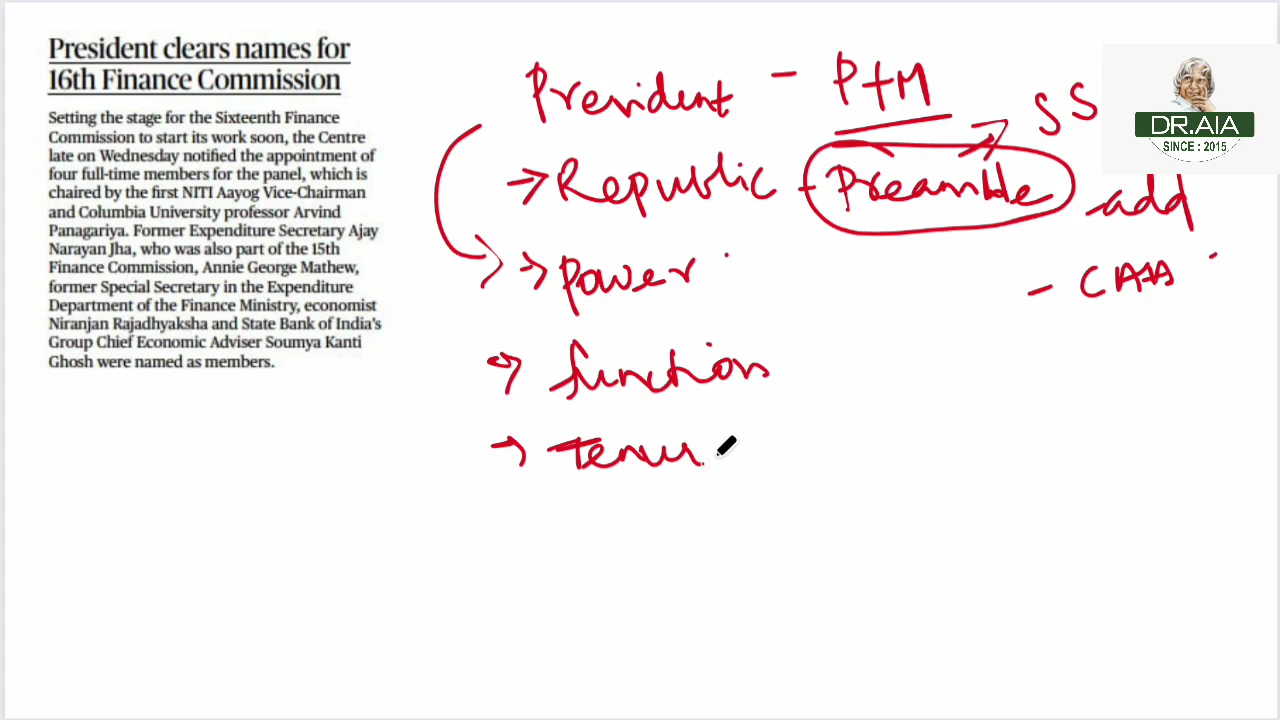 President clears names for
16th Finance Commission
Setting the stage for the Sixteenth Finance
Commission to start its work soon, the Centre
late on Wednesday notified the appointment of
four full-time members for the panel, which is
chaired by the first NITI Aayog Vice-Chairman
and Columbia University professor Arvind
Panagariya. Former Expenditure Secretary Ajay
Narayan Jha, who was also part of the 15th
Finance Commission, Annie George Mathew,
former Special Secretary in the Expenditure
Department of the Finance Ministry, economist
Niranjan Rajadhyaksha and State Bank of India's
Group Chief Economic Adviser Soumya Kanti
Ghosh were named as members.
President - P+M
→ Republic - Preamble → SS
add
→ power
- CAA
→ function
→ tenu
DR.AIA
SINCE : 2015